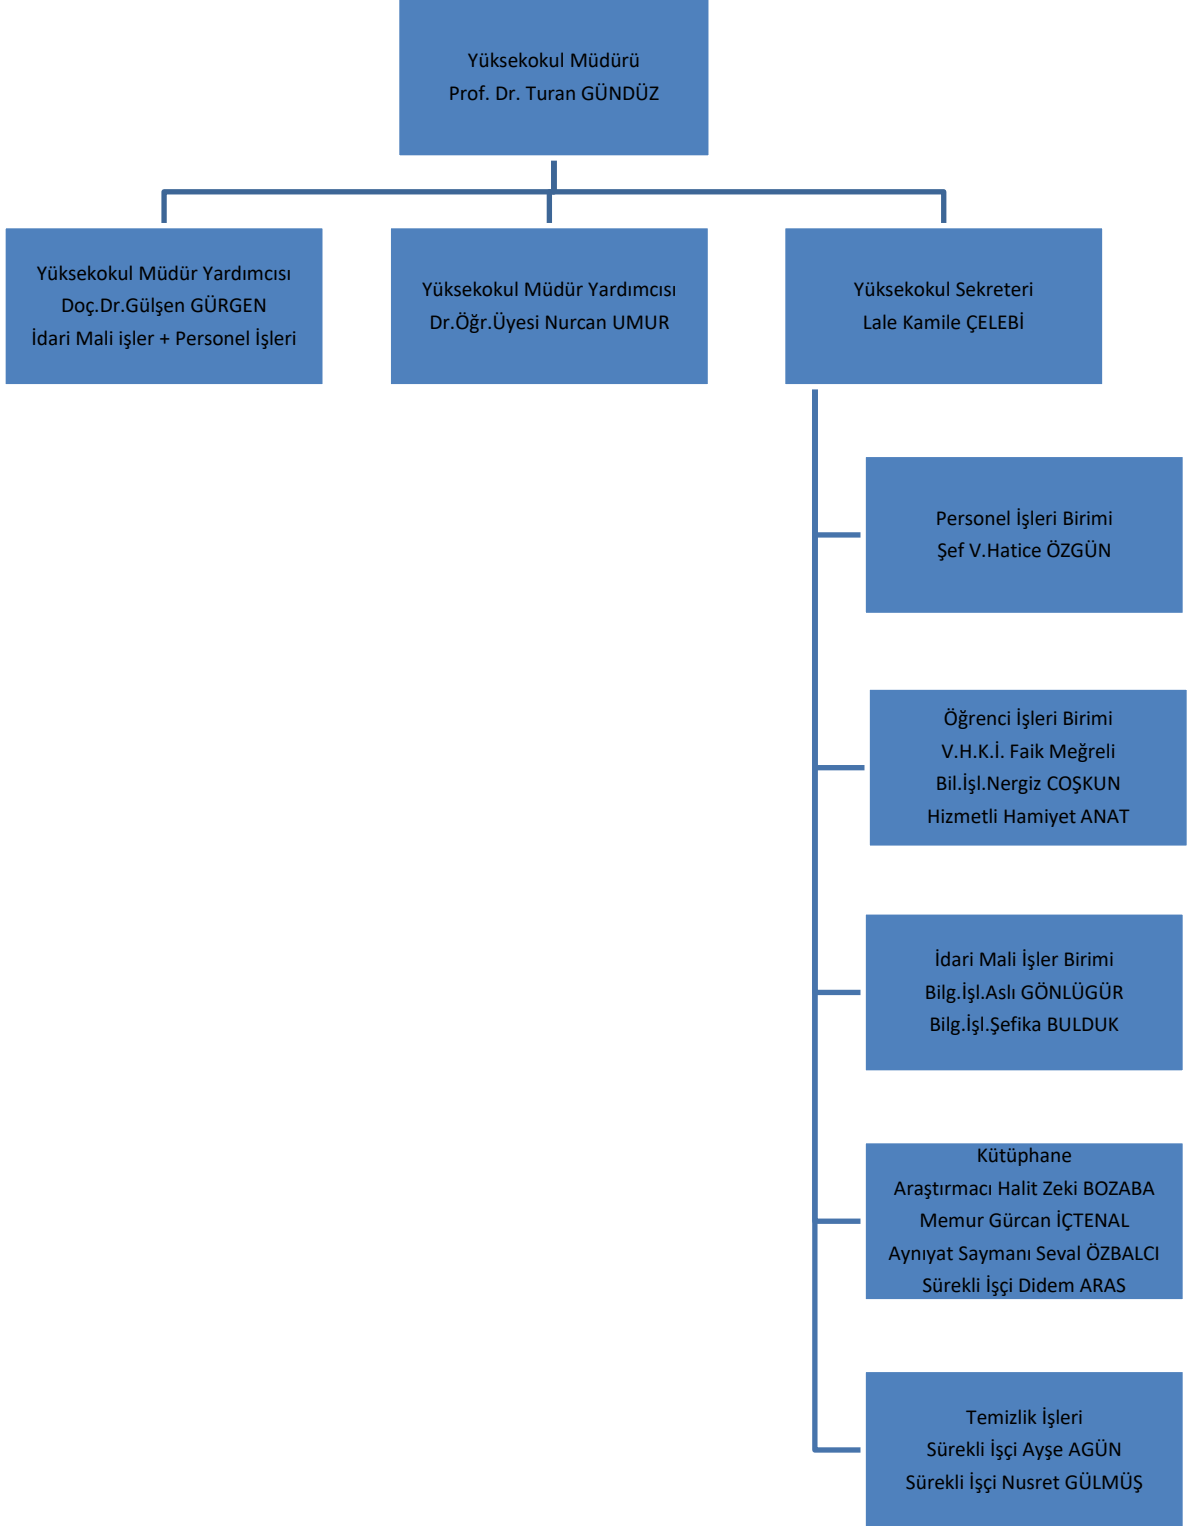 Yüksekokul Müdürü
Prof. Dr. Turan GÜNDÜZ
Yüksekokul Müdür Yardımcısı
Doç.Dr.Gülşen GÜRGEN
İdari Mali işler + Personel İşleri
Yüksekokul Müdür Yardımcısı
Dr.Öğr.Üyesi Nurcan UMUR
Yüksekokul Sekreteri
Lale Kamile ÇELEBİ
Personel İşleri Birimi
Şef V.Hatice ÖZGÜN
Öğrenci İşleri Birimi
V.H.K.İ. Faik Meğreli
Bil.İşl.Nergiz COŞKUN
Hizmetli Hamiyet ANAT
İdari Mali İşler Birimi
Bilg.İşl.Aslı GÖNLÜGÜR
Bilg.İşl.Şefika BULDUK
Kütüphane
Araştırmacı Halit Zeki BOZABA
Memur Gürcan İÇTENAL
Aynıyat Saymanı Seval ÖZBALCI
Sürekli İşçi Didem ARAS
Temizlik İşleri
Sürekli İşçi Ayşe AGÜN
Sürekli İşçi Nusret GÜLMÜŞ